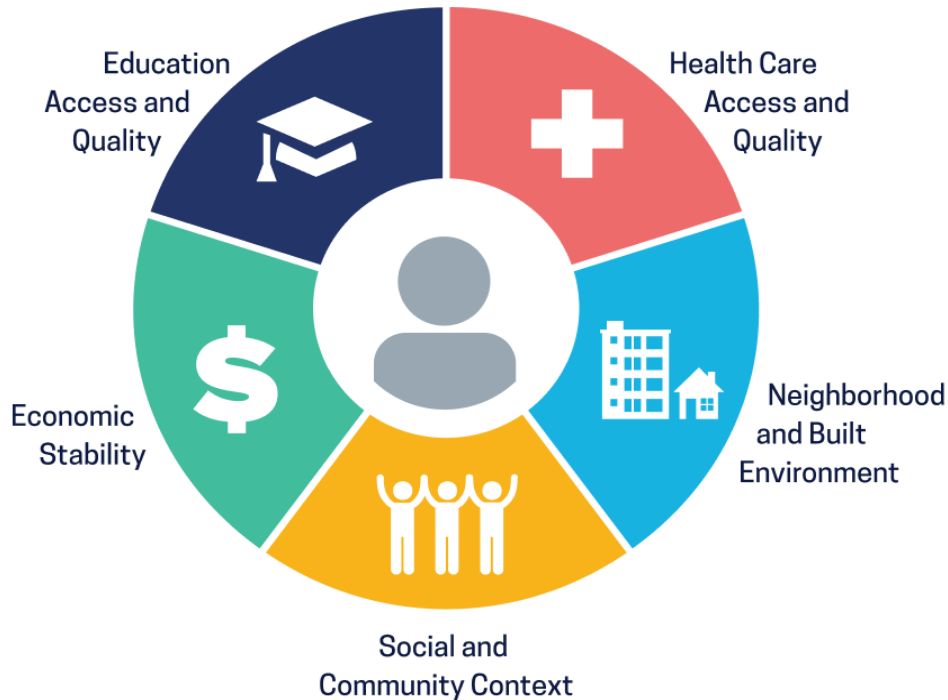 Education
Access and
Quality
Health Care
Access and
Quality
Economic
Stability
Neighborhood
and Built
Environment
Social and
Community Context